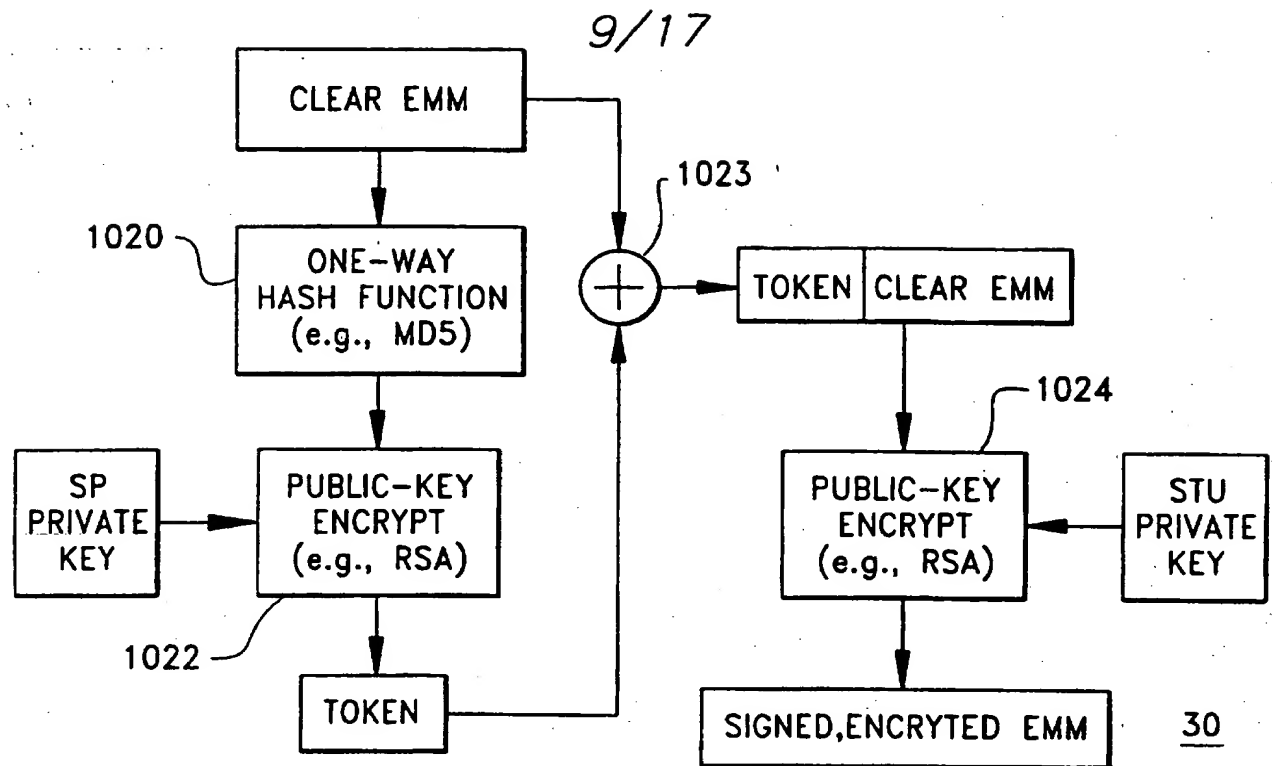 9/17
CLEAR EMM
1023
1020
ONE-WAY
HASH FUNCTION
(e.g., MD5)
TOKEN
CLEAR EMM
1024
SP
PRIVATE
KEY
PUBLIC-KEY
ENCRYPT
(e.g., RSA)
PUBLIC-KEY
ENCRYPT
(e.g., RSA)
STU
PRIVATE
KEY
1022
TOKEN
SIGNED,ENCRYTED EMM
30